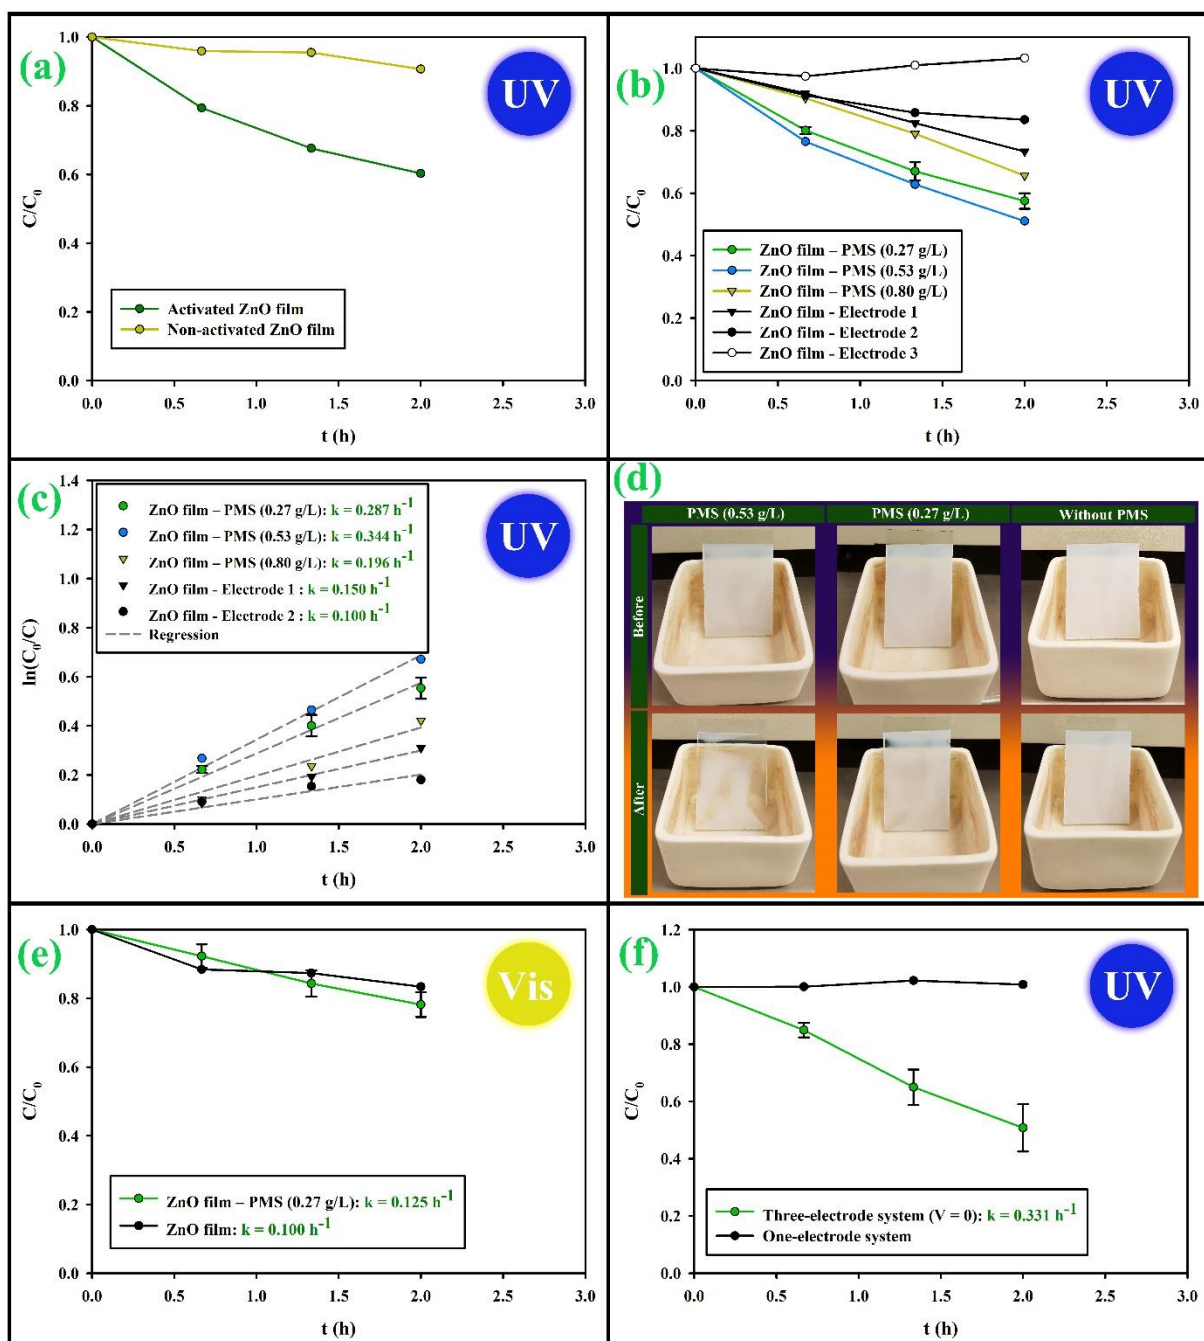 (a)
UV
1.0
0.8
0.6
0.4
0.2
0.0
C/C₀
Activated ZnO film
Non-activated ZnO film
0.0 0.5 1.0 1.5 2.0 2.5 3.0
t (h)
(b)
UV
1.0
0.8
0.6
0.4
0.2
0.0
C/C₀
ZnO film – PMS (0.27 g/L)
ZnO film – PMS (0.53 g/L)
ZnO film – PMS (0.80 g/L)
ZnO film - Electrode 1
ZnO film - Electrode 2
ZnO film - Electrode 3
0.0 0.5 1.0 1.5 2.0 2.5 3.0
t (h)
(c)
UV
1.4
1.2
1.0
0.8
0.6
0.4
0.2
0.0
ln(C₀/C)
ZnO film – PMS (0.27 g/L): k = 0.287 h⁻¹
ZnO film – PMS (0.53 g/L): k = 0.344 h⁻¹
ZnO film – PMS (0.80 g/L): k = 0.196 h⁻¹
ZnO film - Electrode 1 : k = 0.150 h⁻¹
ZnO film - Electrode 2 : k = 0.100 h⁻¹
Regression
0.0 0.5 1.0 1.5 2.0 2.5 3.0
t (h)
(d)
PMS (0.53 g/L) PMS (0.27 g/L) Without PMS
Before
After
(e)
Vis
1.0
0.8
0.6
0.4
0.2
0.0
C/C₀
ZnO film – PMS (0.27 g/L): k = 0.125 h⁻¹
ZnO film: k = 0.100 h⁻¹
0.0 0.5 1.0 1.5 2.0 2.5 3.0
t (h)
(f)
UV
1.2
1.0
0.8
0.6
0.4
0.2
0.0
C/C₀
Three-electrode system (V = 0): k = 0.331 h⁻¹
One-electrode system
0.0 0.5 1.0 1.5 2.0 2.5 3.0
t (h)